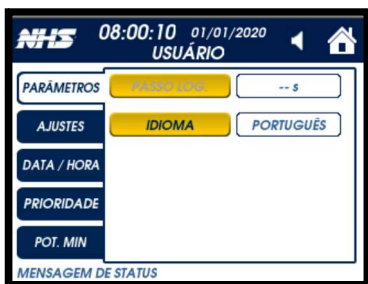 NHS 08:00:10 01/01/2020
USUÁRIO
PARÂMETROS PASSO LOG. -- s
AJUSTES IDIOMA PORTUGUÊS
DATA / HORA
PRIORIDADE
POT. MIN
MENSAGEM DE STATUS